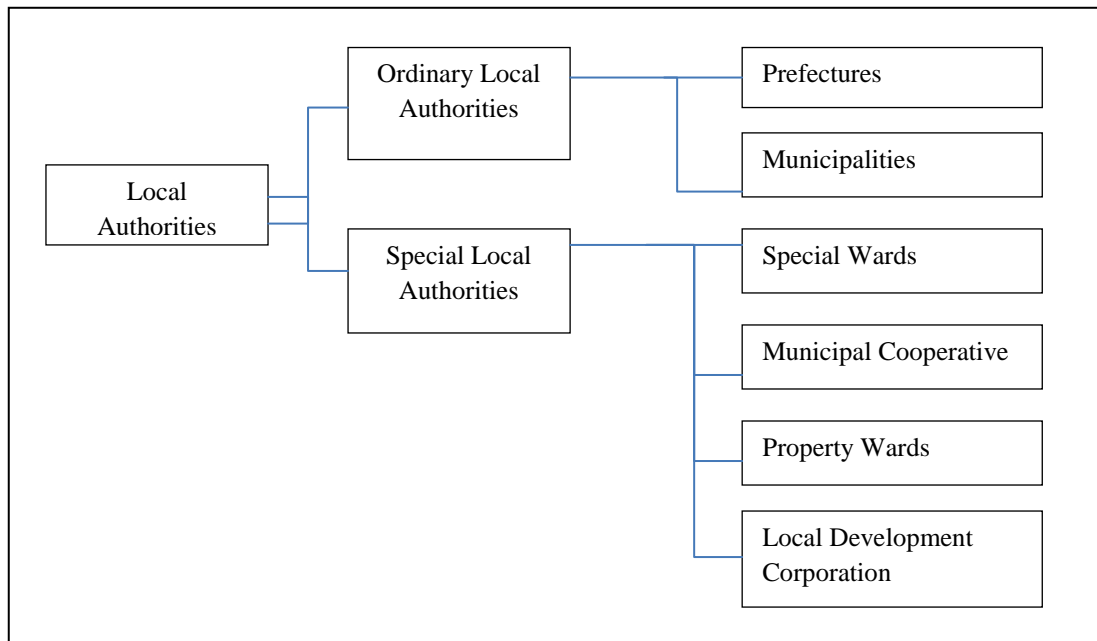 Local
Authorities
Ordinary Local
Authorities
Special Local
Authorities
Prefectures
Municipalities
Special Wards
Municipal Cooperative
Property Wards
Local Development
Corporation